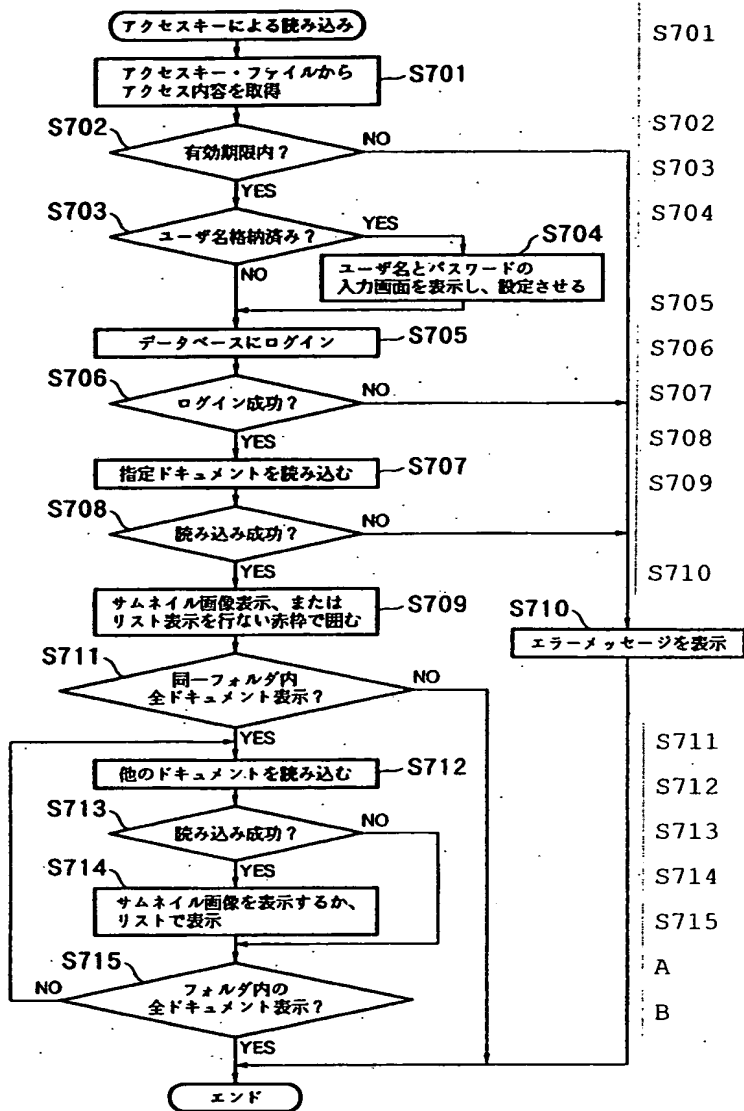 アクセスキーによる読み込み
アクセスキー・ファイルから
アクセス内容を取得
S701
S702
有効期限内?
NO
YES
S703
ユーザ名格納済み?
YES
NO
S704
ユーザ名とパスワードの
入力画面を表示し、設定させる
データベースにログイン
S705
S706
ログイン成功?
NO
YES
指定ドキュメントを読み込む
S707
S708
読み込み成功?
NO
YES
サムネイル画像表示、または
リスト表示を行ない赤枠で囲む
S709
S710
エラーメッセージを表示
S711
同一フォルダ内
全ドキュメント表示?
NO
YES
他のドキュメントを読み込む
S712
S713
読み込み成功?
NO
YES
S714
サムネイル画像を表示するか、
リストで表示
S715
フォルダ内の
全ドキュメント表示?
NO
YES
エンド
S701
S702
S703
S704
S705
S706
S707
S708
S709
S710
S711
S712
S713
S714
S715
A
B